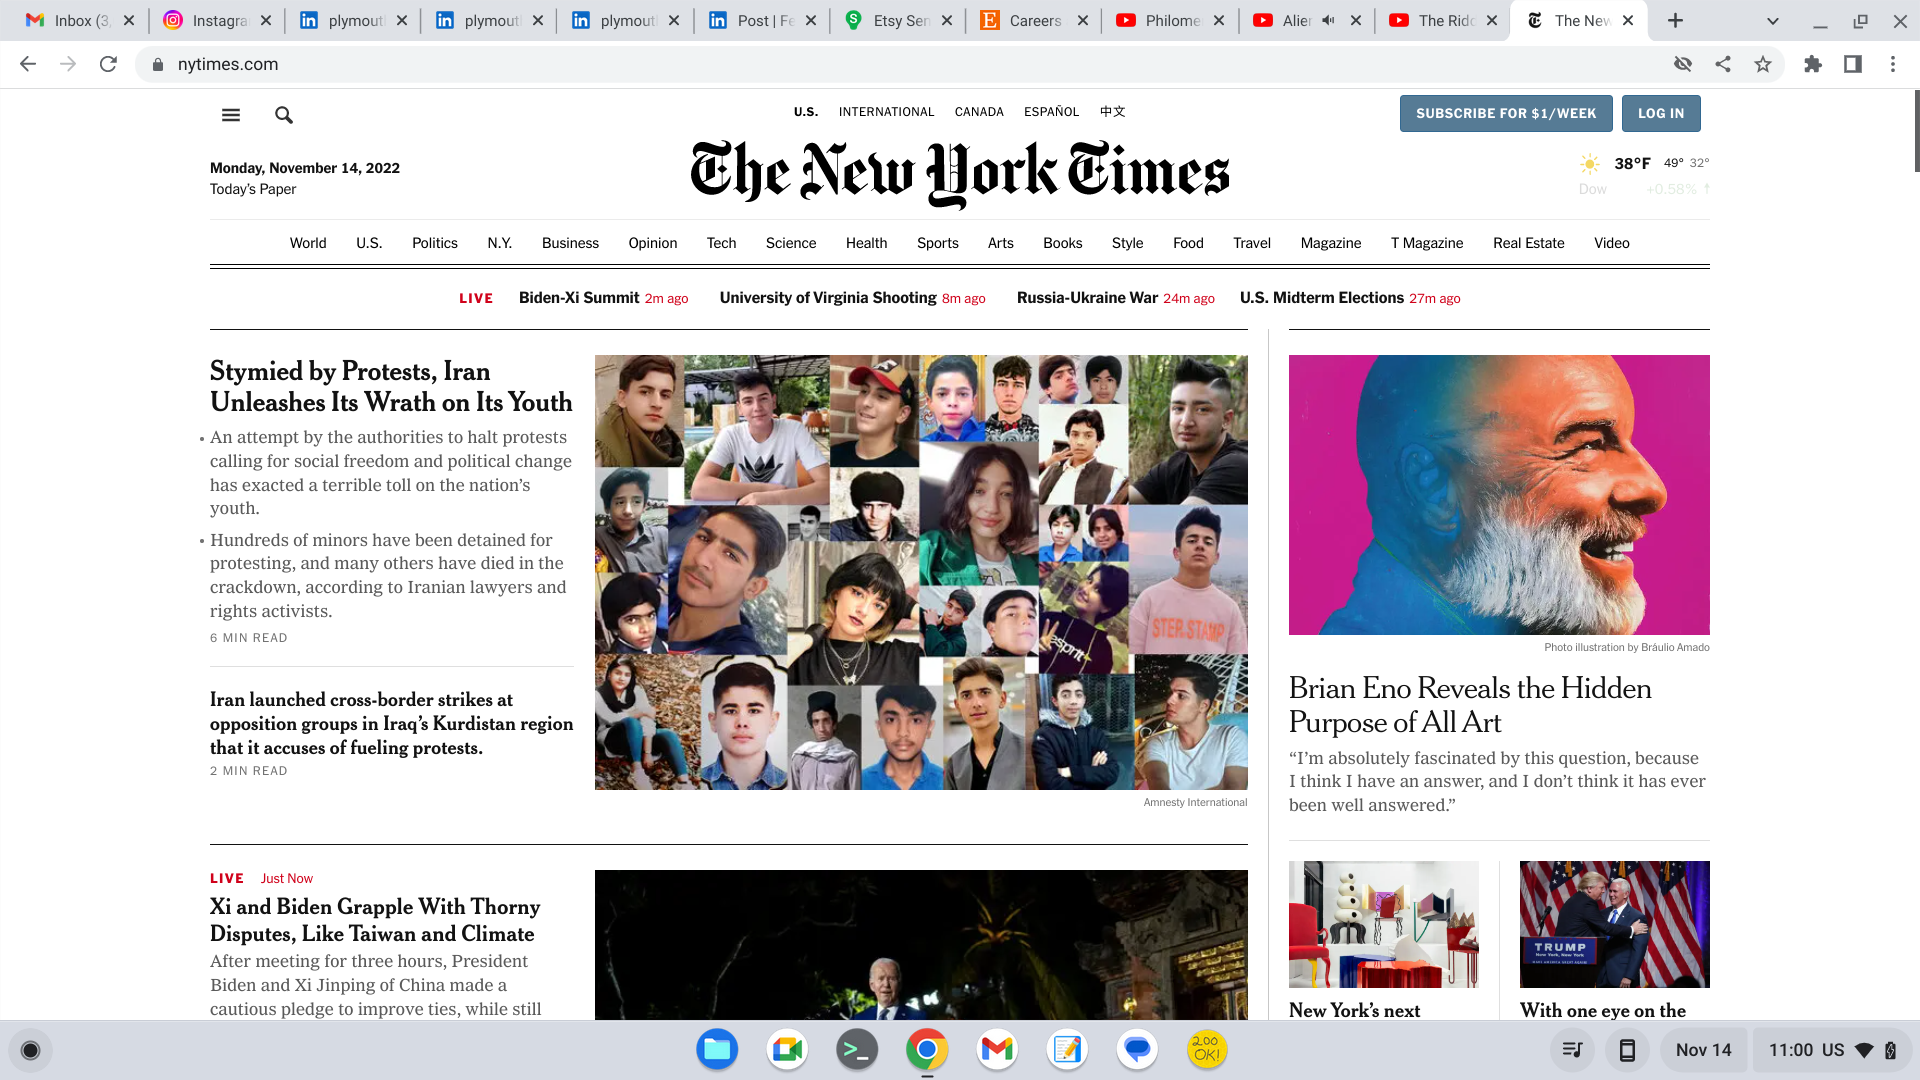 Inbox (3,
Instagra
plymout
plymout
plymout
Post | Fe
Etsy Sen
Careers
Philome
Alien
The Ridd
The New
nytimes.com
U.S. INTERNATIONAL CANADA ESPAÑOL 中文
SUBSCRIBE FOR $1/WEEK
LOG IN
Monday, November 14, 2022
Today's Paper
The New York Times
38°F 49° 32°
Dow +0.58% ↑
World U.S. Politics N.Y. Business Opinion Tech Science Health Sports Arts Books Style Food Travel Magazine T Magazine Real Estate Video
LIVE Biden-Xi Summit 2m ago University of Virginia Shooting 8m ago Russia-Ukraine War 24m ago U.S. Midterm Elections 27m ago
Stymied by Protests, Iran
Unleashes Its Wrath on Its Youth
• An attempt by the authorities to halt protests
calling for social freedom and political change
has exacted a terrible toll on the nation's
youth.
• Hundreds of minors have been detained for
protesting, and many others have died in the
crackdown, according to Iranian lawyers and
rights activists.
6 MIN READ
Iran launched cross-border strikes at
opposition groups in Iraq's Kurdistan region
that it accuses of fueling protests.
2 MIN READ
esprit
STEP.STAMP
Amnesty International
Photo illustration by Bráulio Amado
Brian Eno Reveals the Hidden
Purpose of All Art
“I'm absolutely fascinated by this question, because
I think I have an answer, and I don't think it has ever
been well answered.”
LIVE Just Now
Xi and Biden Grapple With Thorny
Disputes, Like Taiwan and Climate
After meeting for three hours, President
Biden and Xi Jinping of China made a
cautious pledge to improve ties, while still
TRUMP
New York's next
With one eye on the
200
OK!
Nov 14
11:00 US